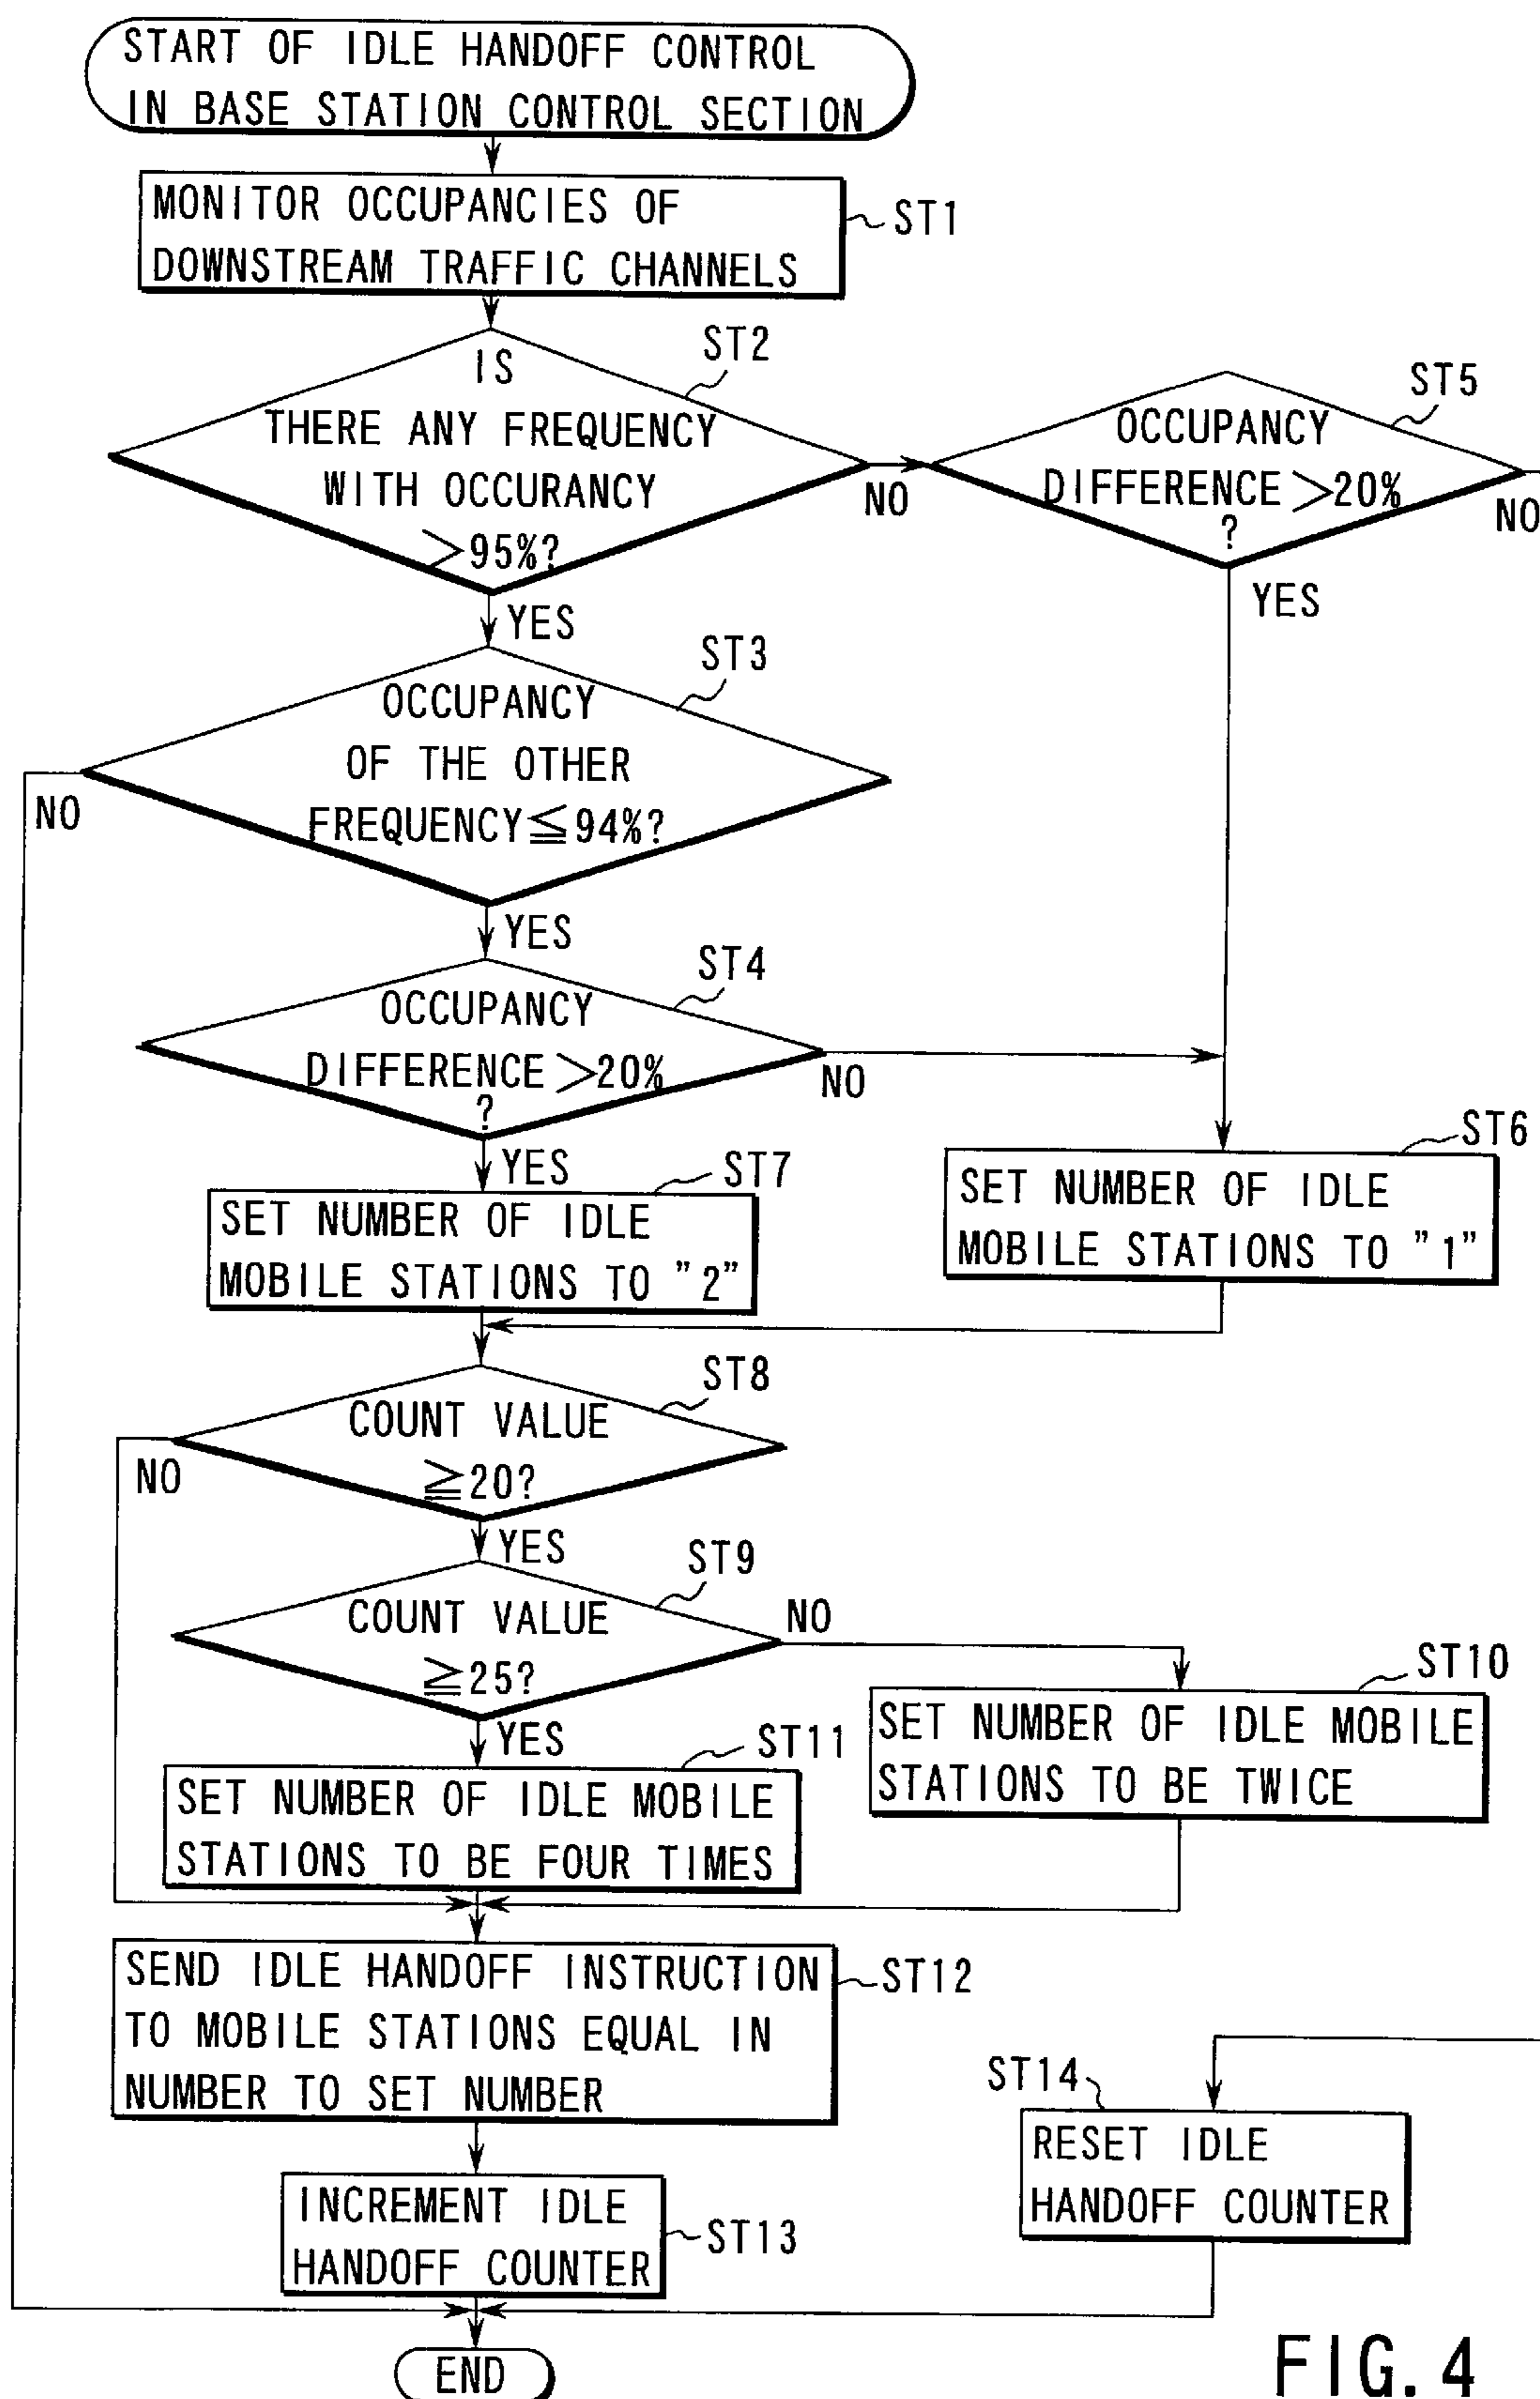 START OF IDLE HANDOFF CONTROL
IN BASE STATION CONTROL SECTION
MONITOR OCCUPANCIES OF
DOWNSTREAM TRAFFIC CHANNELS
ST1
IS
THERE ANY FREQUENCY
WITH OCCURANCY
>95%?
ST2
NO
YES
OCCUPANCY
DIFFERENCE >20%
?
ST5
NO
YES
OCCUPANCY
OF THE OTHER
FREQUENCY≦94%?
ST3
NO
YES
OCCUPANCY
DIFFERENCE >20%
?
ST4
NO
YES
SET NUMBER OF IDLE
MOBILE STATIONS TO "2"
ST7
SET NUMBER OF IDLE
MOBILE STATIONS TO "1"
ST6
COUNT VALUE
≧20?
ST8
NO
YES
COUNT VALUE
≧25?
ST9
NO
YES
SET NUMBER OF IDLE MOBILE
STATIONS TO BE TWICE
ST10
SET NUMBER OF IDLE MOBILE
STATIONS TO BE FOUR TIMES
ST11
SEND IDLE HANDOFF INSTRUCTION
TO MOBILE STATIONS EQUAL IN
NUMBER TO SET NUMBER
ST12
INCREMENT IDLE
HANDOFF COUNTER
ST13
ST14
RESET IDLE
HANDOFF COUNTER
END
FIG. 4